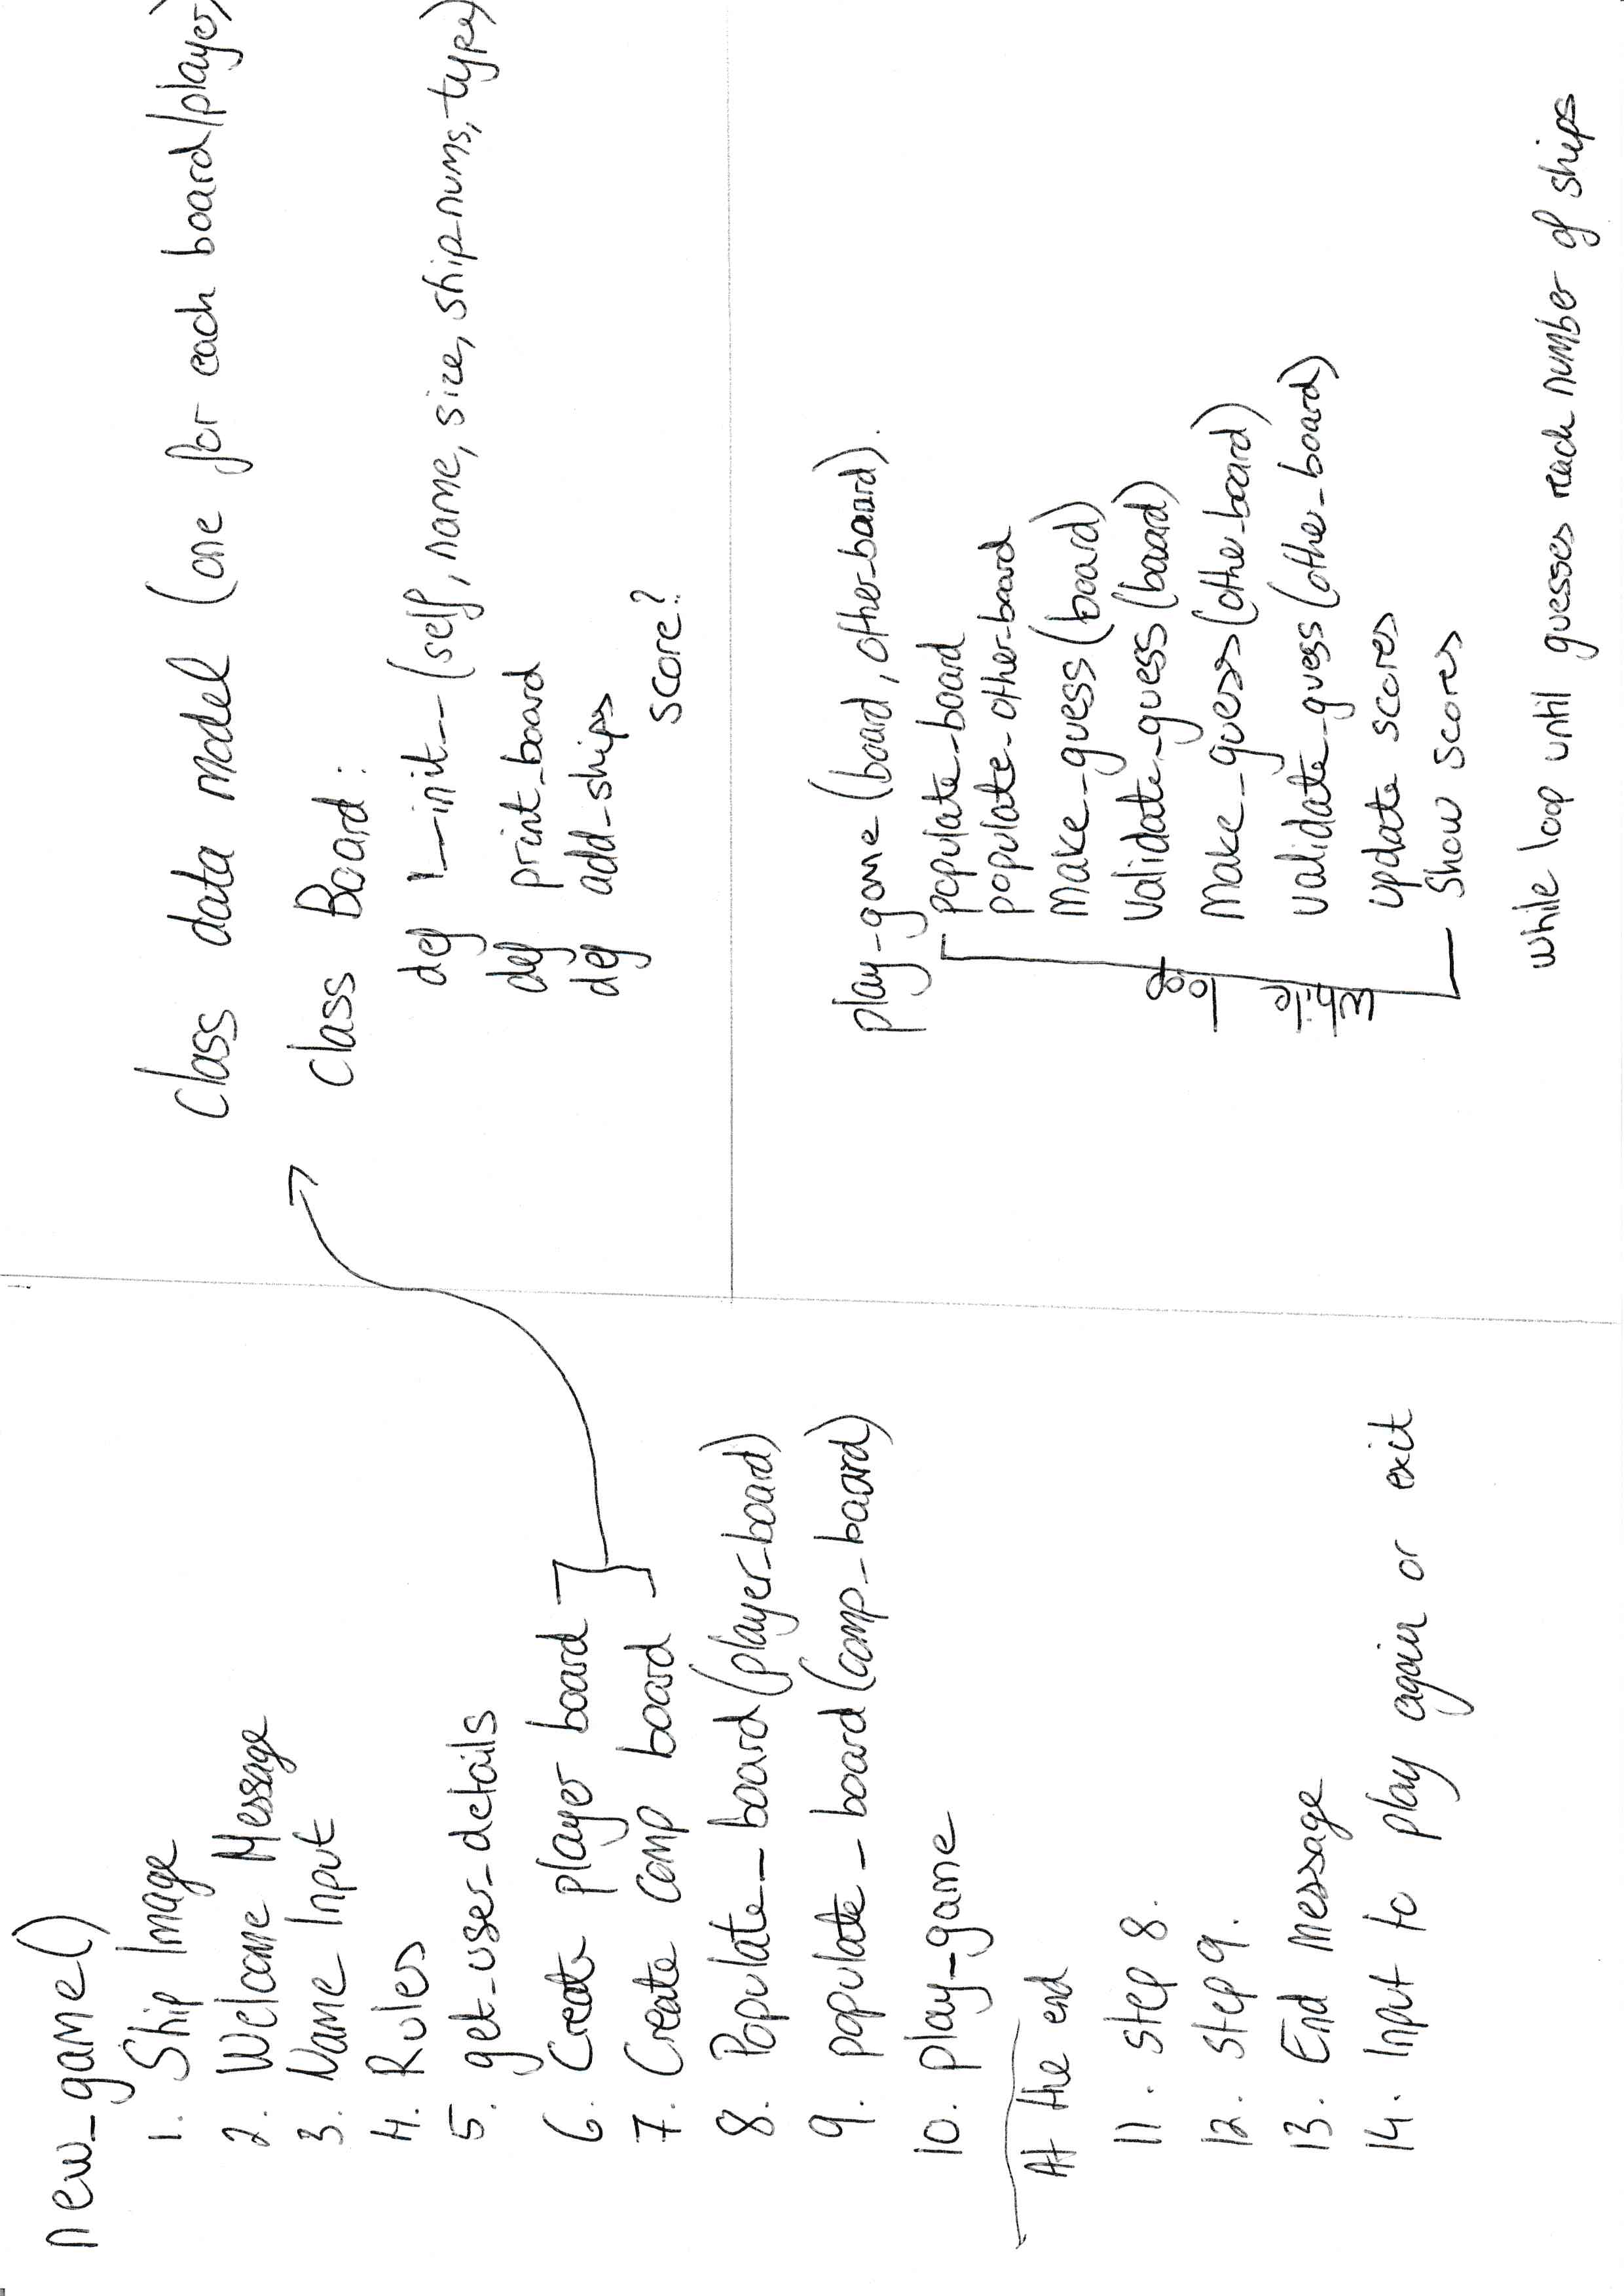 new_game()
1. Ship Image
2. Welcome Message
3. Name Input
4. Rules
5. get_user_details
6. Create player board
7. Create comp board
8. Populate_board (player_board)
9. populate_board (comp_board)
10. play_game
At the end
11. step 8.
12. step 9.
13. End message
14. Input to play again or exit
Class data model (one for each board/player)
Class Board:
def __init__ (self, name, size, ship_nums, type)
def print_board
def add_ships
score?
play_game (board, other_board).
populate_board
populate_other_board
Make_guess (board)
Validate_guess (board)
Make_guess (other_board)
validate_guess (other_board)
update scores
Show scores
while
loop
while loop until guesses reach number of ships